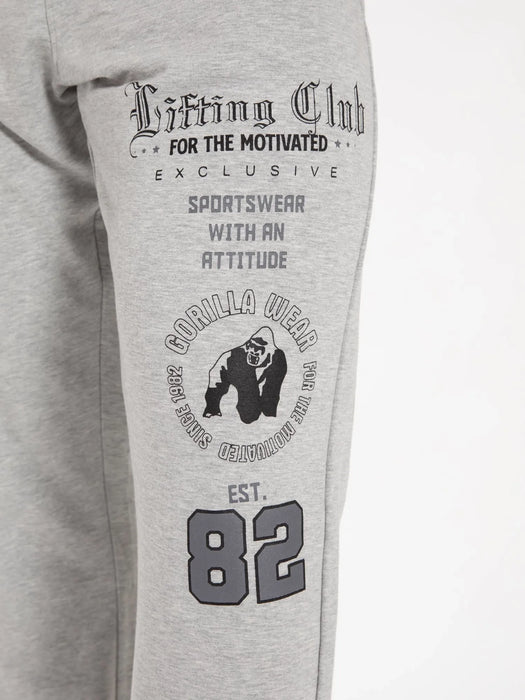 Lifting Club
FOR THE MOTIVATED
EXCLUSIVE
SPORTSWEAR
WITH AN
ATTITUDE
GORILLA WEAR
FOR THE MOTIVATED
SINCE 1982
EST.
82